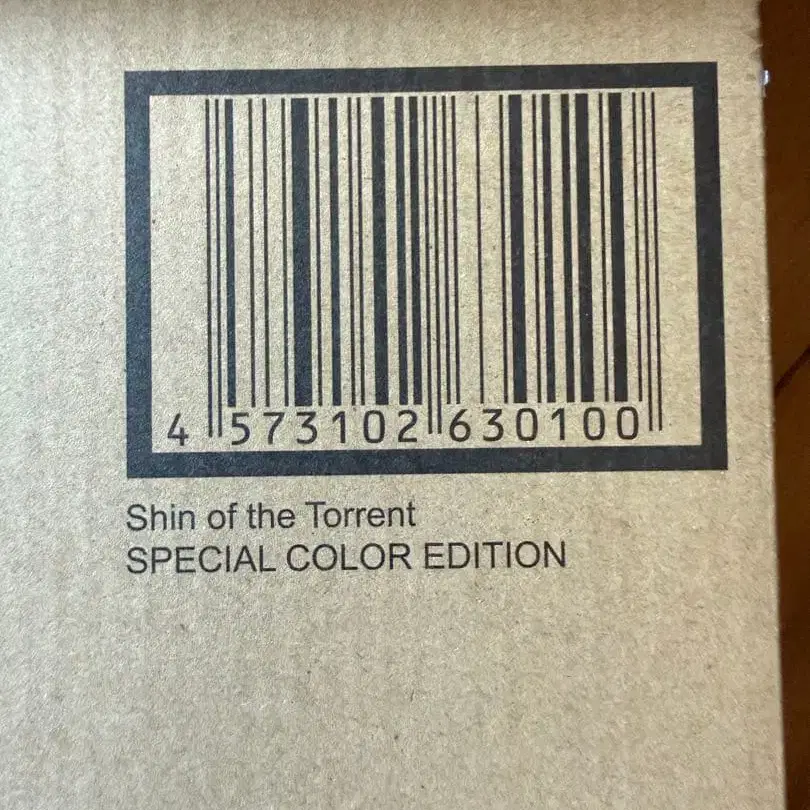 4 573102 630100
Shin of the Torrent
SPECIAL COLOR EDITION